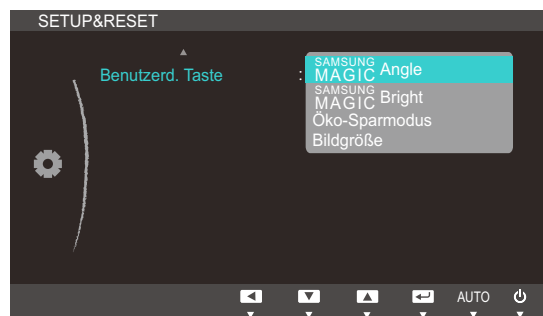 SETUP&RESET
Benutzerd. Taste : SAMSUNG MAGIC Angle
SAMSUNG MAGIC Bright
Öko-Sparmodus
Bildgröße
AUTO